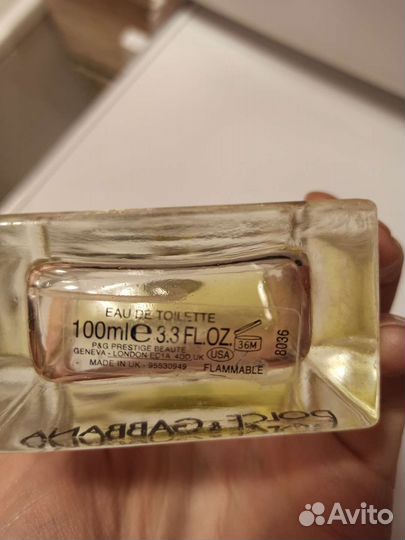 EAU DE TOILETTE
100ml e 3.3 FL.OZ. 36M
P&G PRESTIGE BEAUTE
GENEVA - LONDON EC1A 4DD UK USA
MADE IN UK - 95530949 FLAMMABLE
8036
DOLCE & GABBANA
Avito